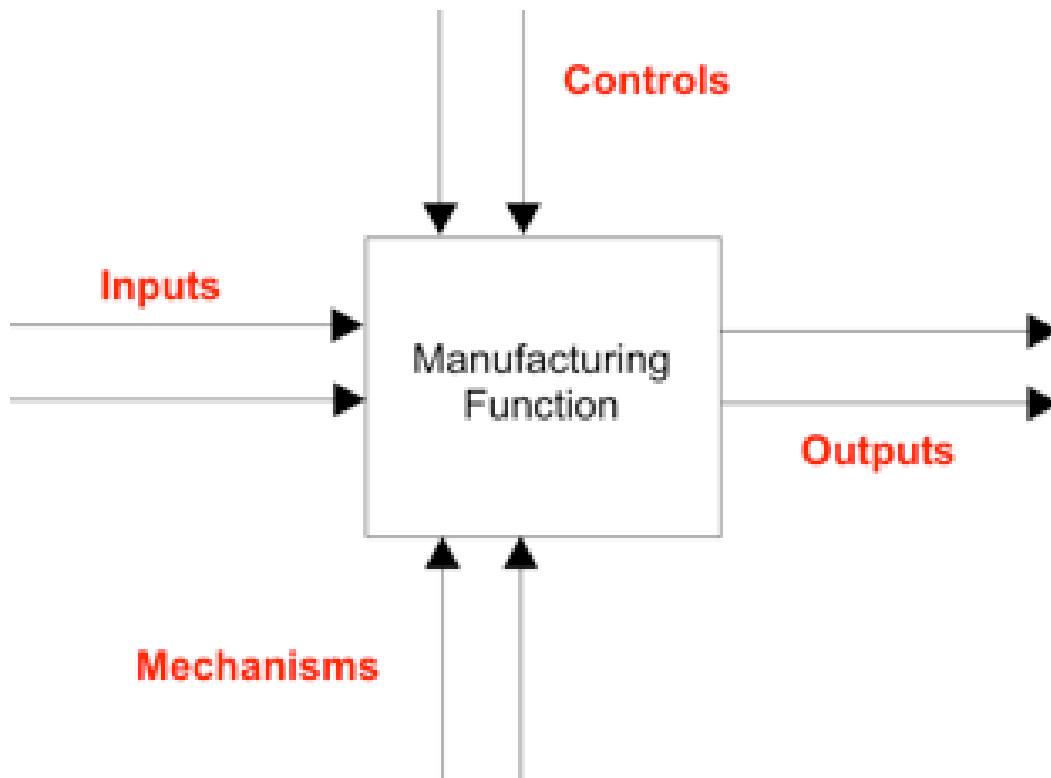 Controls
Inputs
Manufacturing
Function
Outputs
Mechanisms